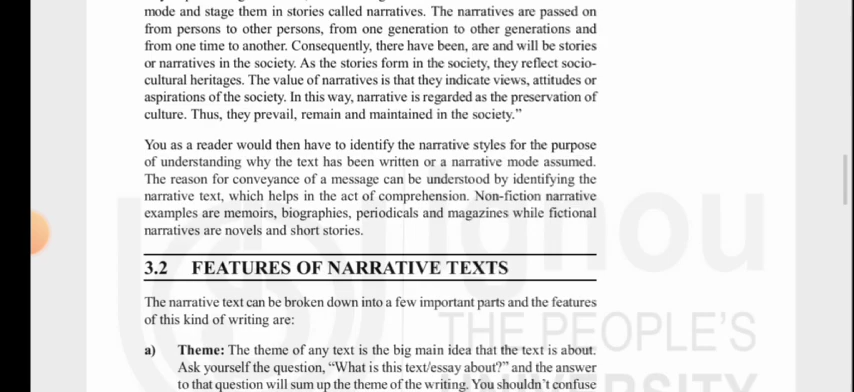 mode and stage them in stories called narratives. The narratives are passed on
from persons to other persons, from one generation to other generations and
from one time to another. Consequently, there have been, are and will be stories
or narratives in the society. As the stories form in the society, they reflect socio-
cultural heritages. The value of narratives is that they indicate views, attitudes or
aspirations of the society. In this way, narrative is regarded as the preservation of
culture. Thus, they prevail, remain and maintained in the society.”
You as a reader would then have to identify the narrative styles for the purpose
of understanding why the text has been written or a narrative mode assumed.
The reason for conveyance of a message can be understood by identifying the
narrative text, which helps in the act of comprehension. Non-fiction narrative
examples are memoirs, biographies, periodicals and magazines while fictional
narratives are novels and short stories.
3.2 FEATURES OF NARRATIVE TEXTS
The narrative text can be broken down into a few important parts and the features
of this kind of writing are:
a) Theme: The theme of any text is the big main idea that the text is about.
Ask yourself the question, “What is this text/essay about?” and the answer
to that question will sum up the theme of the writing. You shouldn’t confuse
ignou
THE PEOPLE'S